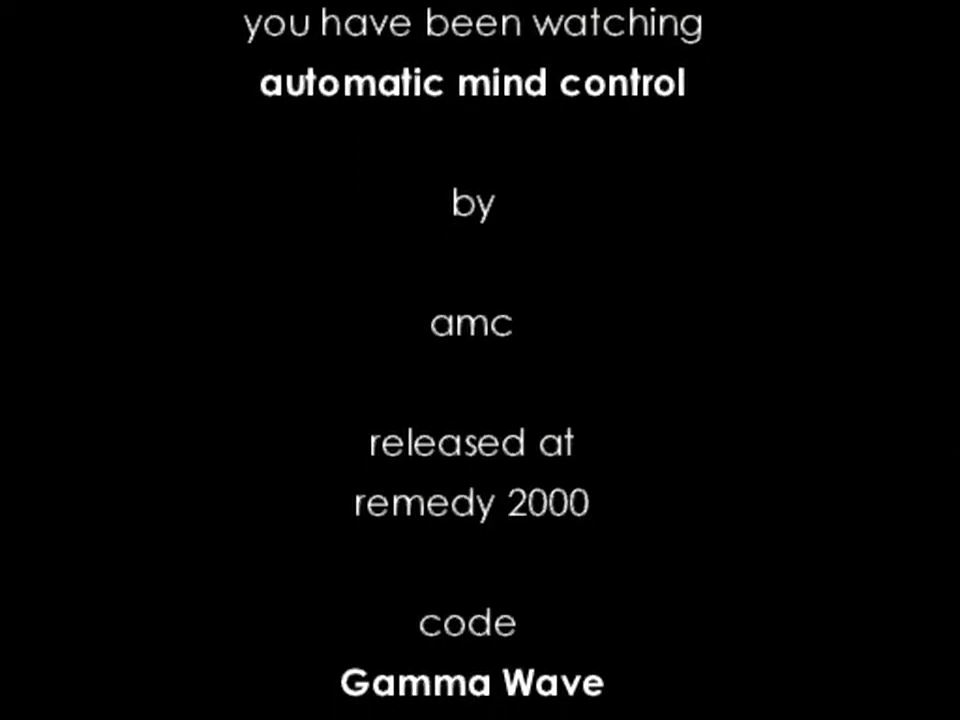 you have been watching
automatic mind control
by
amc
released at
remedy 2000
code
Gamma Wave